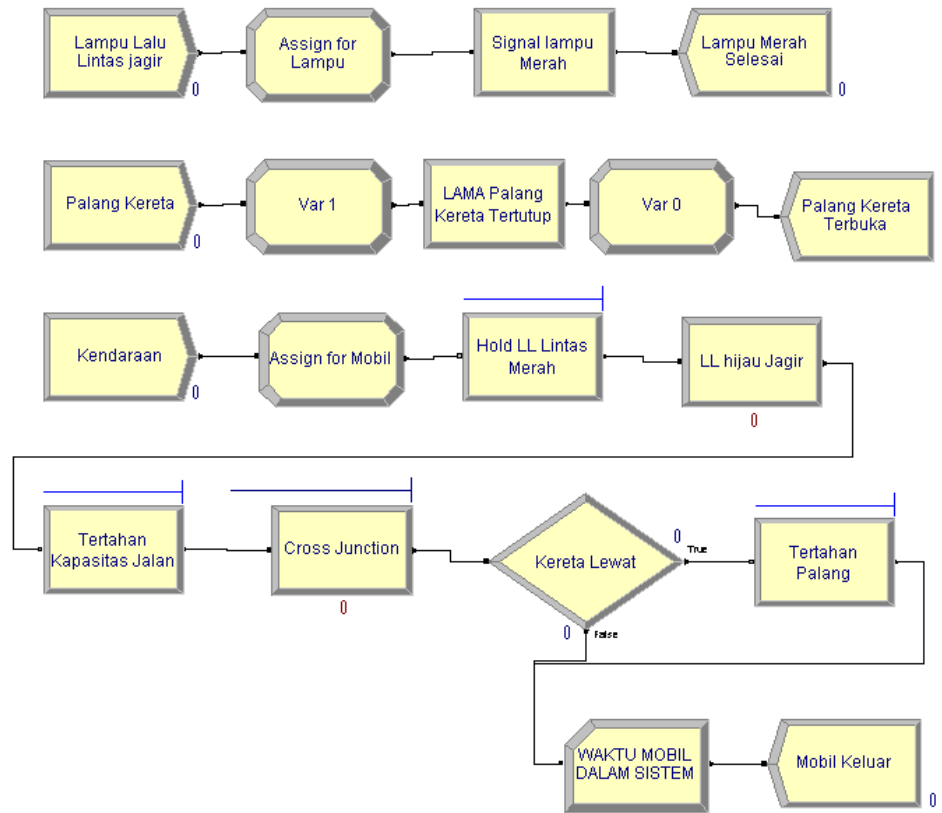 Lampu Lalu
Lintas jagir
0
Assign for
Lampu
Signal lampu
Merah
Lampu Merah
Selesai
0
Palang Kereta
0
Var 1
LAMA Palang
Kereta Tertutup
Var 0
Palang Kereta
Terbuka
Kendaraan
0
Assign for Mobil
Hold LL Lintas
Merah
LL hijau Jagir
0
Tertahan
Kapasitas Jalan
Cross Junction
0
Kereta Lewat
0
True
0
False
Tertahan
Palang
WAKTU MOBIL
DALAM SISTEM
Mobil Keluar
0